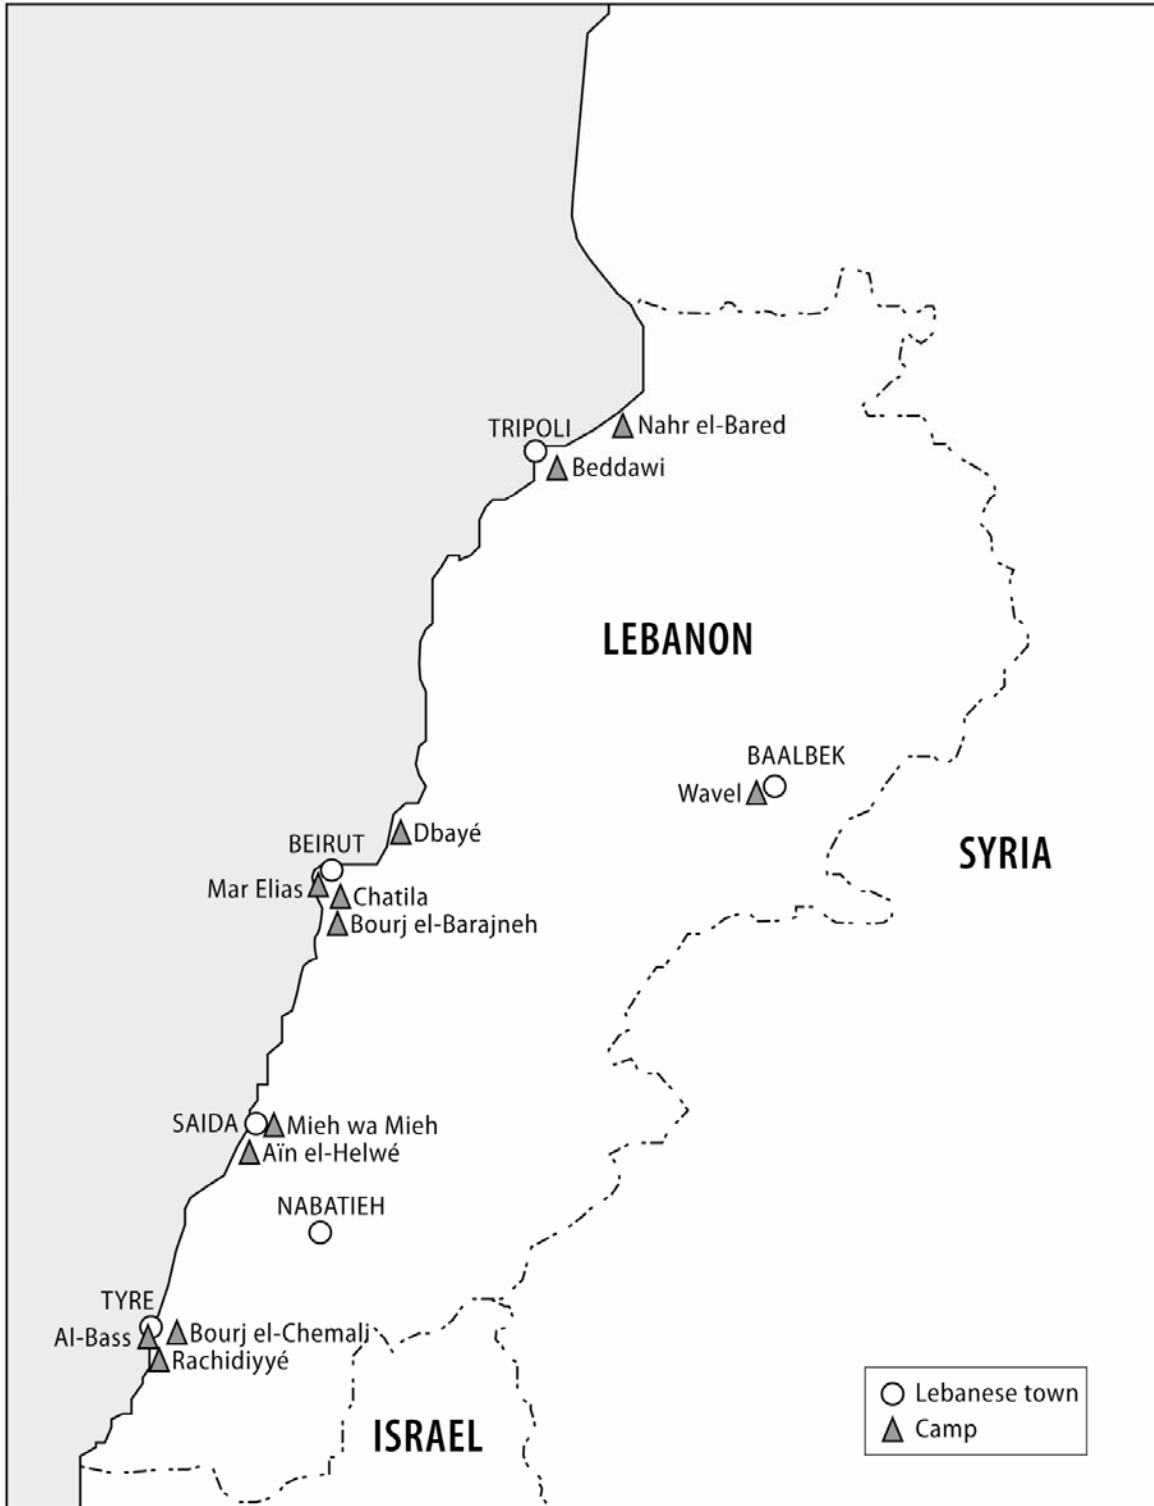 TRIPOLI
Nahr el-Bared
Beddawi
LEBANON
BAALBEK
Wavel
SYRIA
Dbayé
BEIRUT
Mar Elias
Chatila
Bourj el-Barajneh
SAIDA
Mieh wa Mieh
Aïn el-Helwé
NABATIEH
TYRE
Al-Bass
Bourj el-Chemali
Rachidiyyé
ISRAEL
Lebanese town
Camp